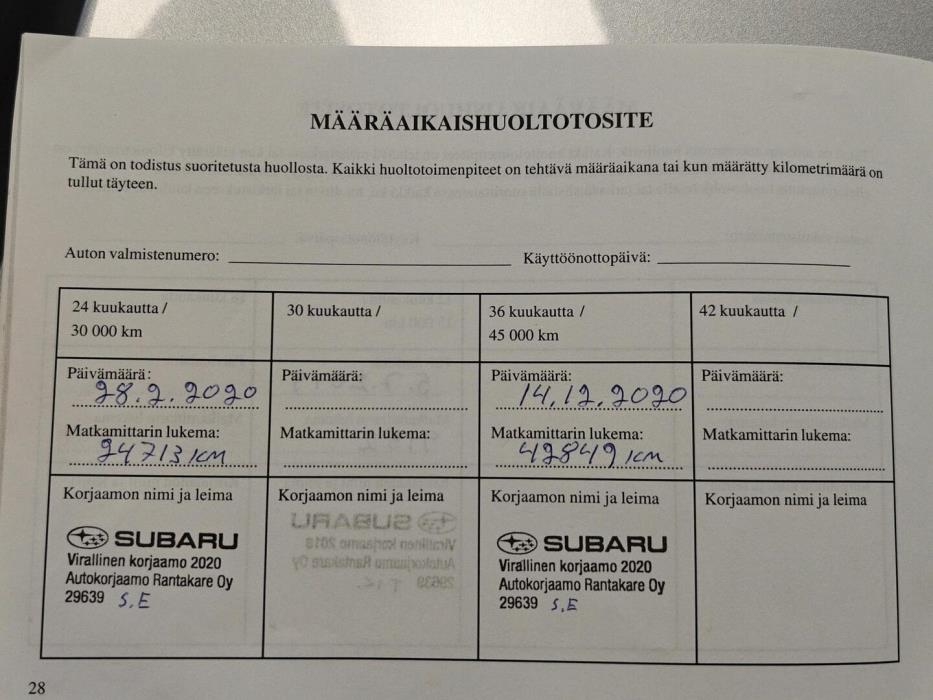 MÄÄRÄAIKAISHUOLTOTOSITE
Tämä on todistus suoritetusta huollosta. Kaikki huoltotoimenpiteet on tehtävä määräaikana tai kun määrätty kilometrimäärä on
tullut täyteen.
Auton valmistenumero:
Käyttöönottopäivä:
24 kuukautta /
30 000 km
30 kuukautta /
36 kuukautta /
45 000 km
42 kuukautta /
Päivämäärä:
28.2.2020
Matkamittarin lukema:
24713 KM
Päivämäärä:
Matkamittarin lukema:
Päivämäärä:
14.12.2020
Matkamittarin lukema:
42849 KM
Päivämäärä:
Matkamittarin lukema:
Korjaamon nimi ja leima
SUBARU
Virallinen korjaamo 2020
Autokorjaamo Rantakare Oy
29639 S.E
Korjaamon nimi ja leima
Korjaamon nimi ja leima
SUBARU
Virallinen korjaamo 2020
Autokorjaamo Rantakare Oy
29639 S.E
Korjaamon nimi ja leima
28